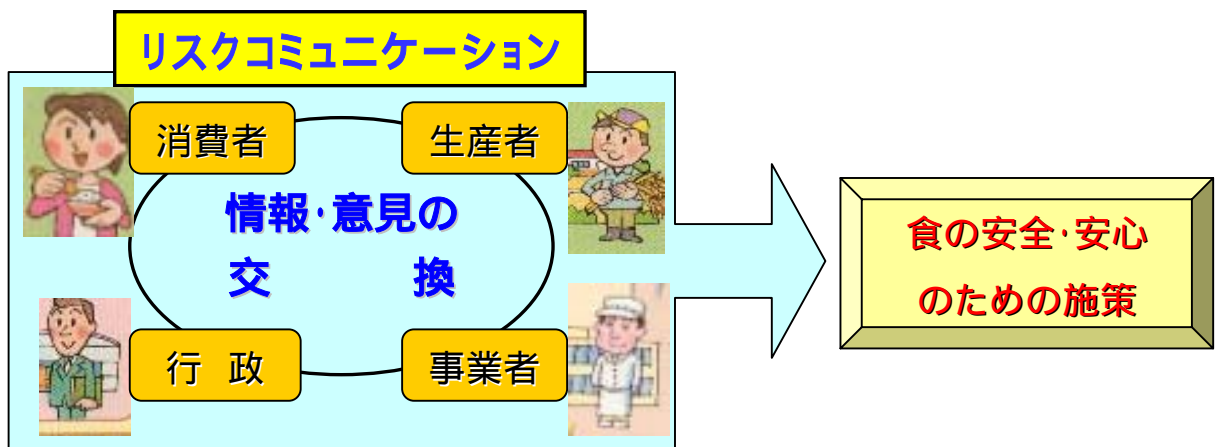 リスクコミュニケーション
消費者
生産者
情報・意見の
交　　　換
行　政
事業者
食の安全・安心
のための施策